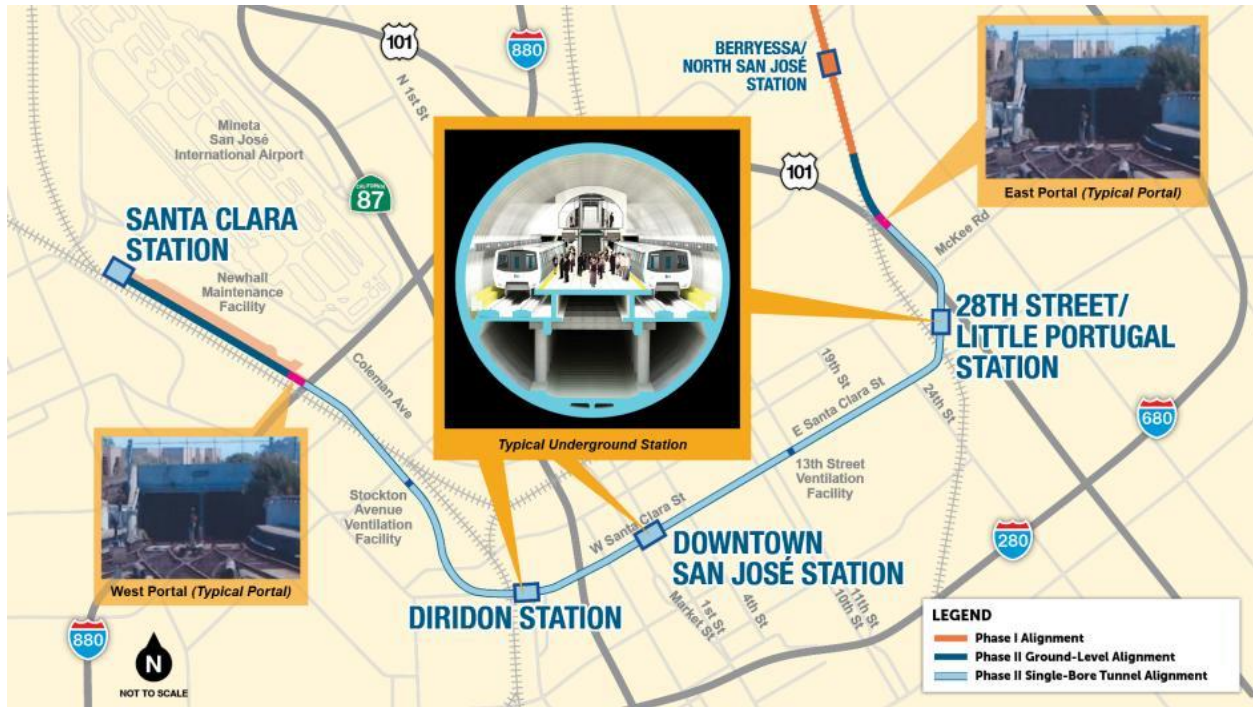 101
N 1st St
880
BERRYESSA/
NORTH SAN JOSÉ
STATION
East Portal (Typical Portal)
Mineta
San José
International Airport
CALIFORNIA
87
101
McKee Rd
SANTA CLARA
STATION
Newhall
Maintenance
Facility
Coleman Ave
Typical Underground Station
28TH STREET/
LITTLE PORTUGAL
STATION
19th St
24th St
E Santa Clara St
680
13th Street
Ventilation
Facility
West Portal (Typical Portal)
Stockton
Avenue
Ventilation
Facility
W Santa Clara St
DOWNTOWN
SAN JOSÉ STATION
280
DIRIDON STATION
Market St
1st St
4th St
10th St
11th St
880
N
NOT TO SCALE
LEGEND
Phase I Alignment
Phase II Ground-Level Alignment
Phase II Single-Bore Tunnel Alignment